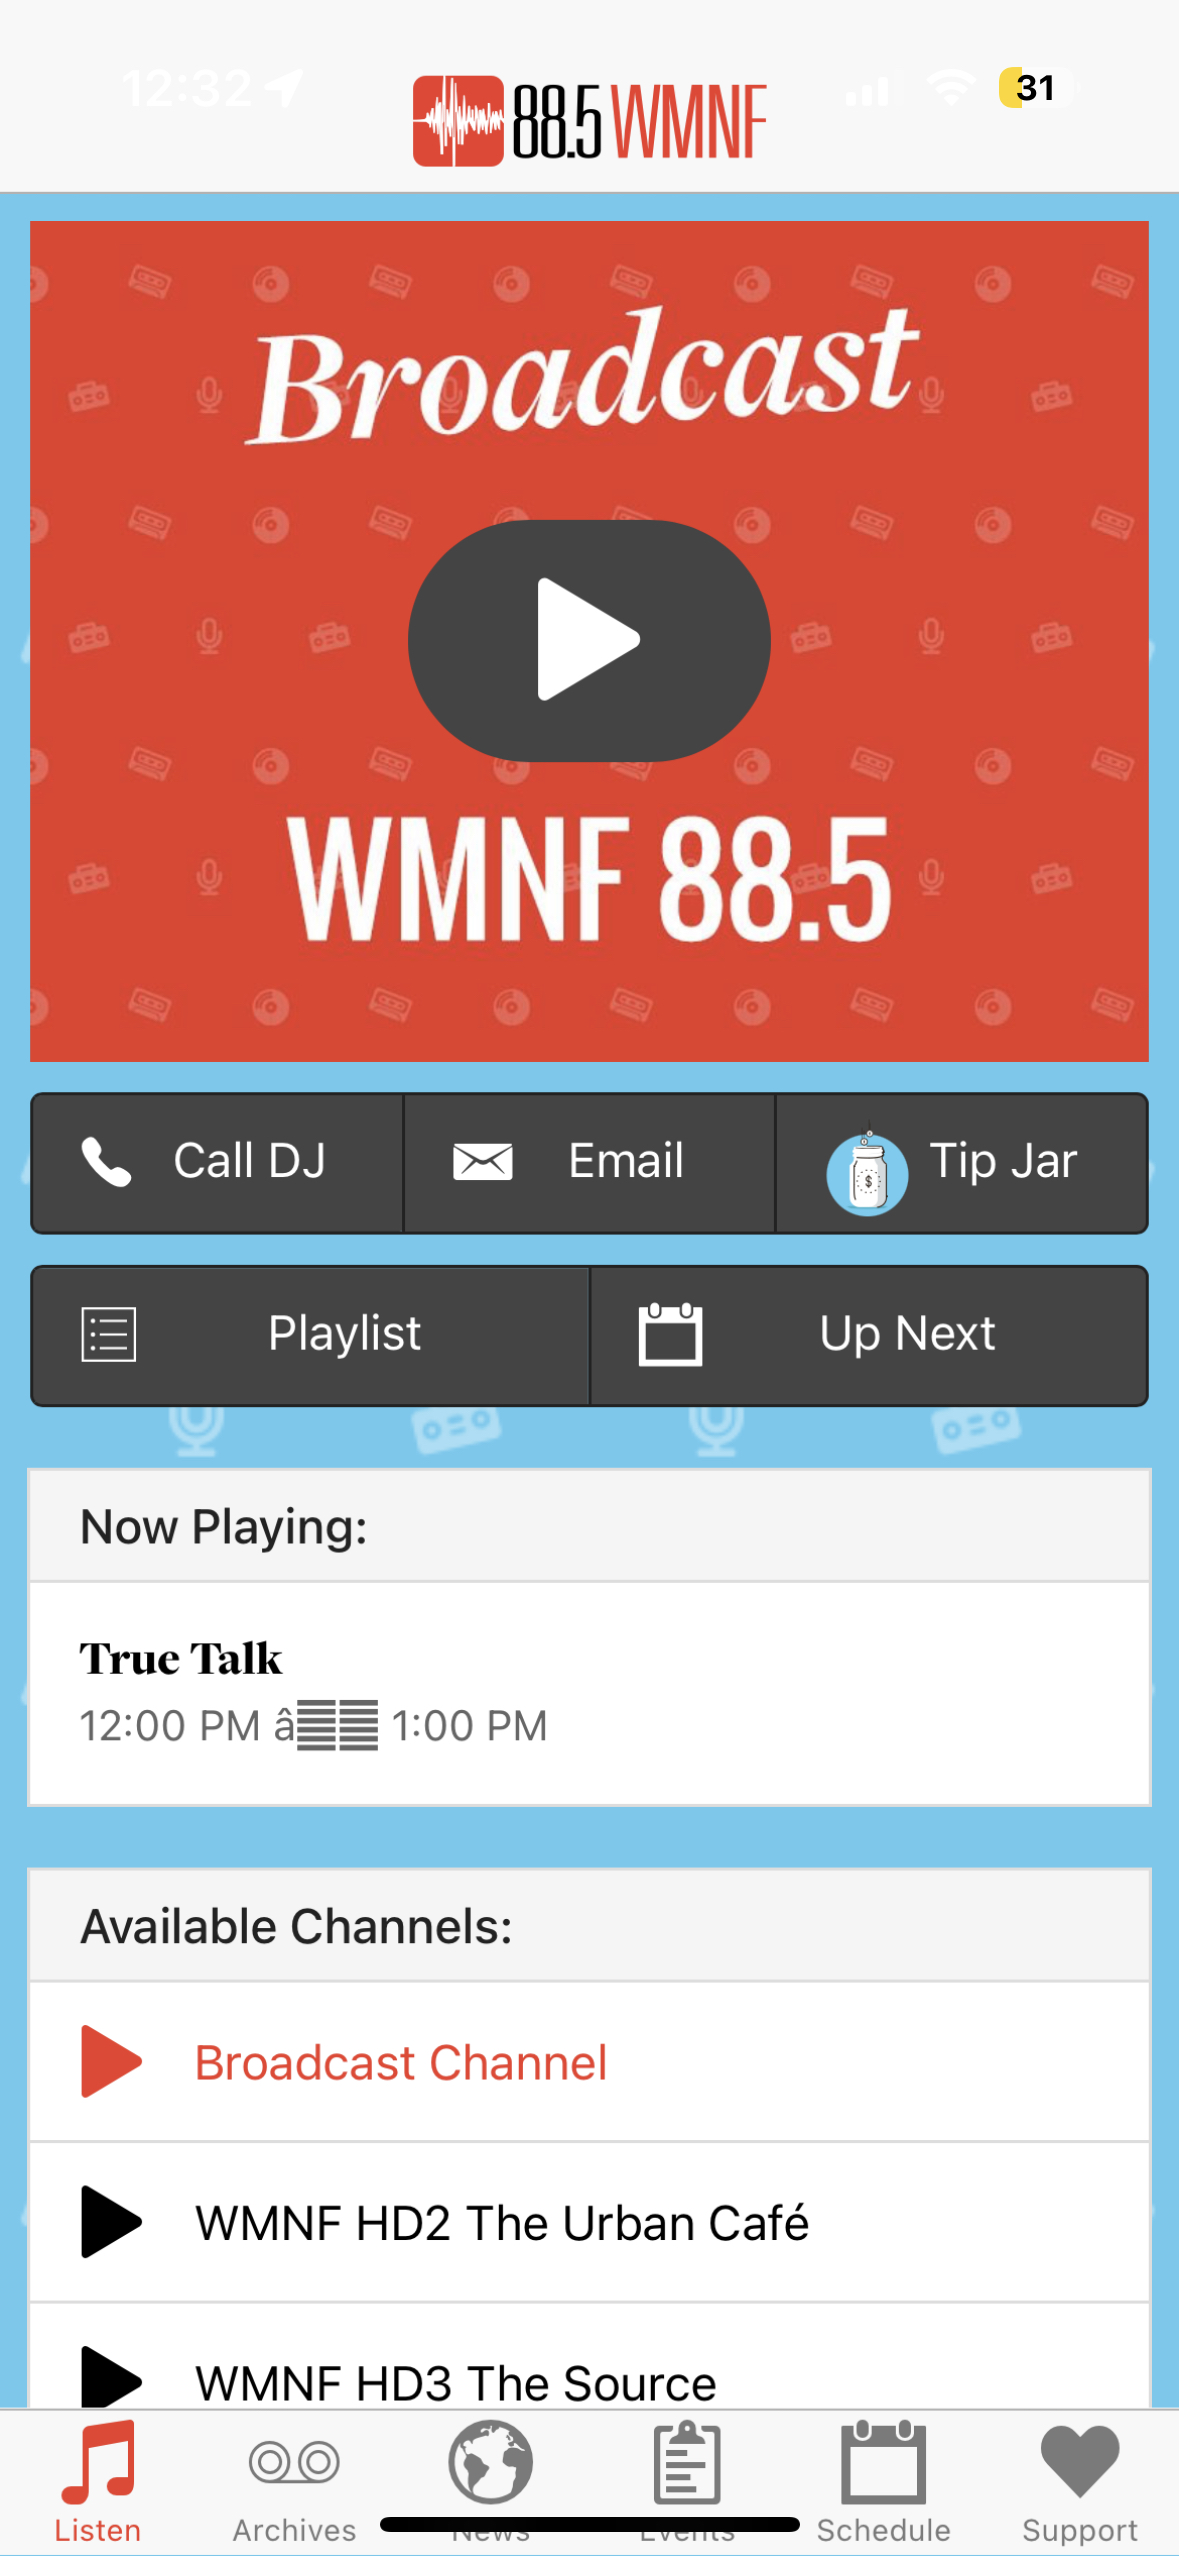 12:32
31
88.5 WMNF
Broadcast
WMNF 88.5
Call DJ
Email
$
Tip Jar
Playlist
Up Next
Now Playing:
True Talk
12:00 PM â 1:00 PM
Available Channels:
Broadcast Channel
WMNF HD2 The Urban Café
WMNF HD3 The Source
Listen
Archives
News
Events
Schedule
Support